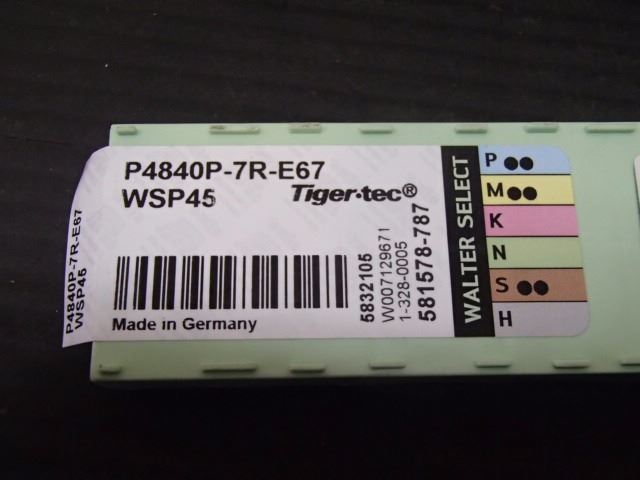 P4840P-7R-E67
WSP45
Tiger·tec®
P4840P-7R-E67
WSP45
Made in Germany
5832105
W007129671
1-328-0005
581578-787
WALTER SELECT
P
M
K
N
S
H